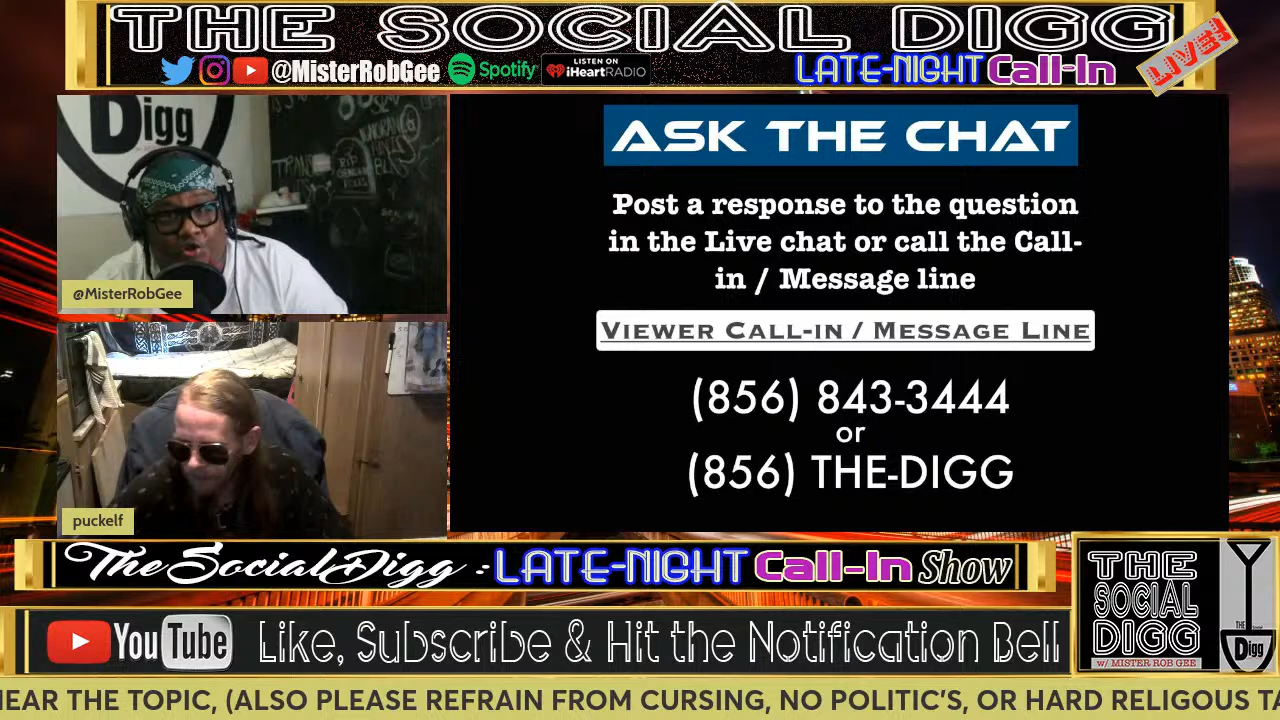 THE SOCIAL DIGG
@MisterRobGee Spotify LISTEN ON iHeartRADIO LATE-NIGHT Call-In LIVE!
Digg
@MisterRobGee
puckelf
ASK THE CHAT
Post a response to the question
in the Live chat or call the Call-
in / Message line
VIEWER CALL-IN / MESSAGE LINE
(856) 843-3444
or
(856) THE-DIGG
The Social Digg : LATE-NIGHT Call-In Show
YouTube Like, Subscribe & Hit the Notification Bell
THE
SOCIAL
DIGG
w/ MISTER ROB GEE
THE
Digg
HEAR THE TOPIC, (ALSO PLEASE REFRAIN FROM CURSING, NO POLITIC'S, OR HARD RELIGOUS TA